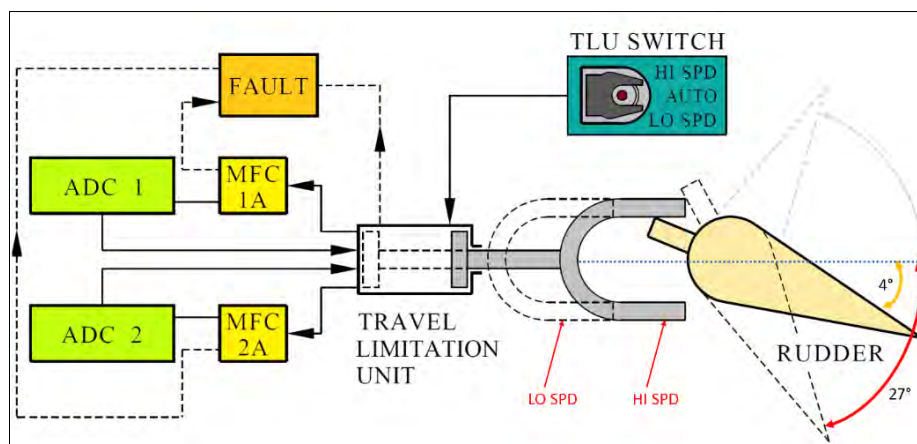 TLU SWITCH
HI SPD
AUTO
LO SPD
FAULT
ADC 1
MFC
1A
ADC 2
MFC
2A
TRAVEL
LIMITATION
UNIT
LO SPD
HI SPD
4°
RUDDER
27°